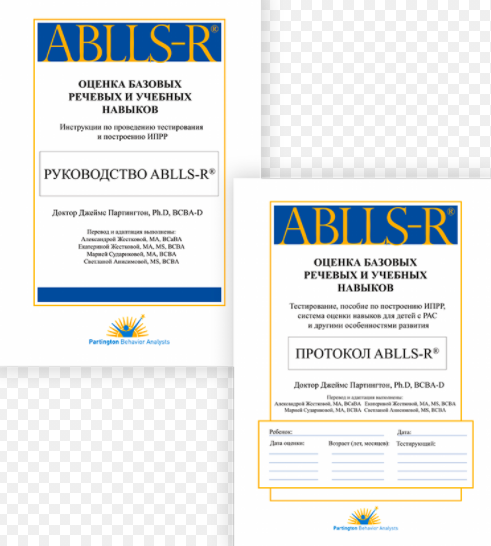 ABLLS-R®
ОЦЕНКА БАЗОВЫХ
РЕЧЕВЫХ И УЧЕБНЫХ
НАВЫКОВ
Инструкции по проведению тестирования
и построению ИПРР
РУКОВОДСТВО ABLLS-R®
Доктор Джеймс Партингтон, Ph.D, BCBA-D
Перевод и адаптация выполнены:
Александрой Жестковой, MA, BCaBA
Екатериной Жестковой, MA, MS, BCBA
Марией Судариковой, MA, BCBA
Светланой Анисимовой, MS, BCBA
Partington Behavior Analysts
ABLLS-R®
ОЦЕНКА БАЗОВЫХ
РЕЧЕВЫХ И УЧЕБНЫХ
НАВЫКОВ
Тестирование, пособие по построению ИПРР,
система оценки навыков для детей с РАС
и другими особенностями развития
ПРОТОКОЛ ABLLS-R®
Доктор Джеймс Партингтон, Ph.D, BCBA-D
Перевод и адаптация выполнены:
Александрой Жестковой, MA, BCaBA Екатериной Жестковой, MA, MS, BCBA
Марией Судариковой, MA, BCBA Светланой Анисимовой, MS, BCBA
Ребенок: Дата:
Дата оценки: Возраст (лет, месяцев): Тестирующий:
Partington Behavior Analysts